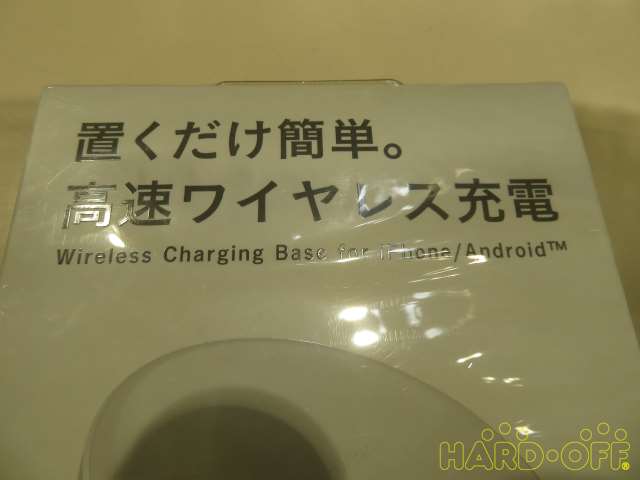 置くだけ簡単。
高速ワイヤレス充電
Wireless Charging Base for iPhone/Android™
HARD・OFF®